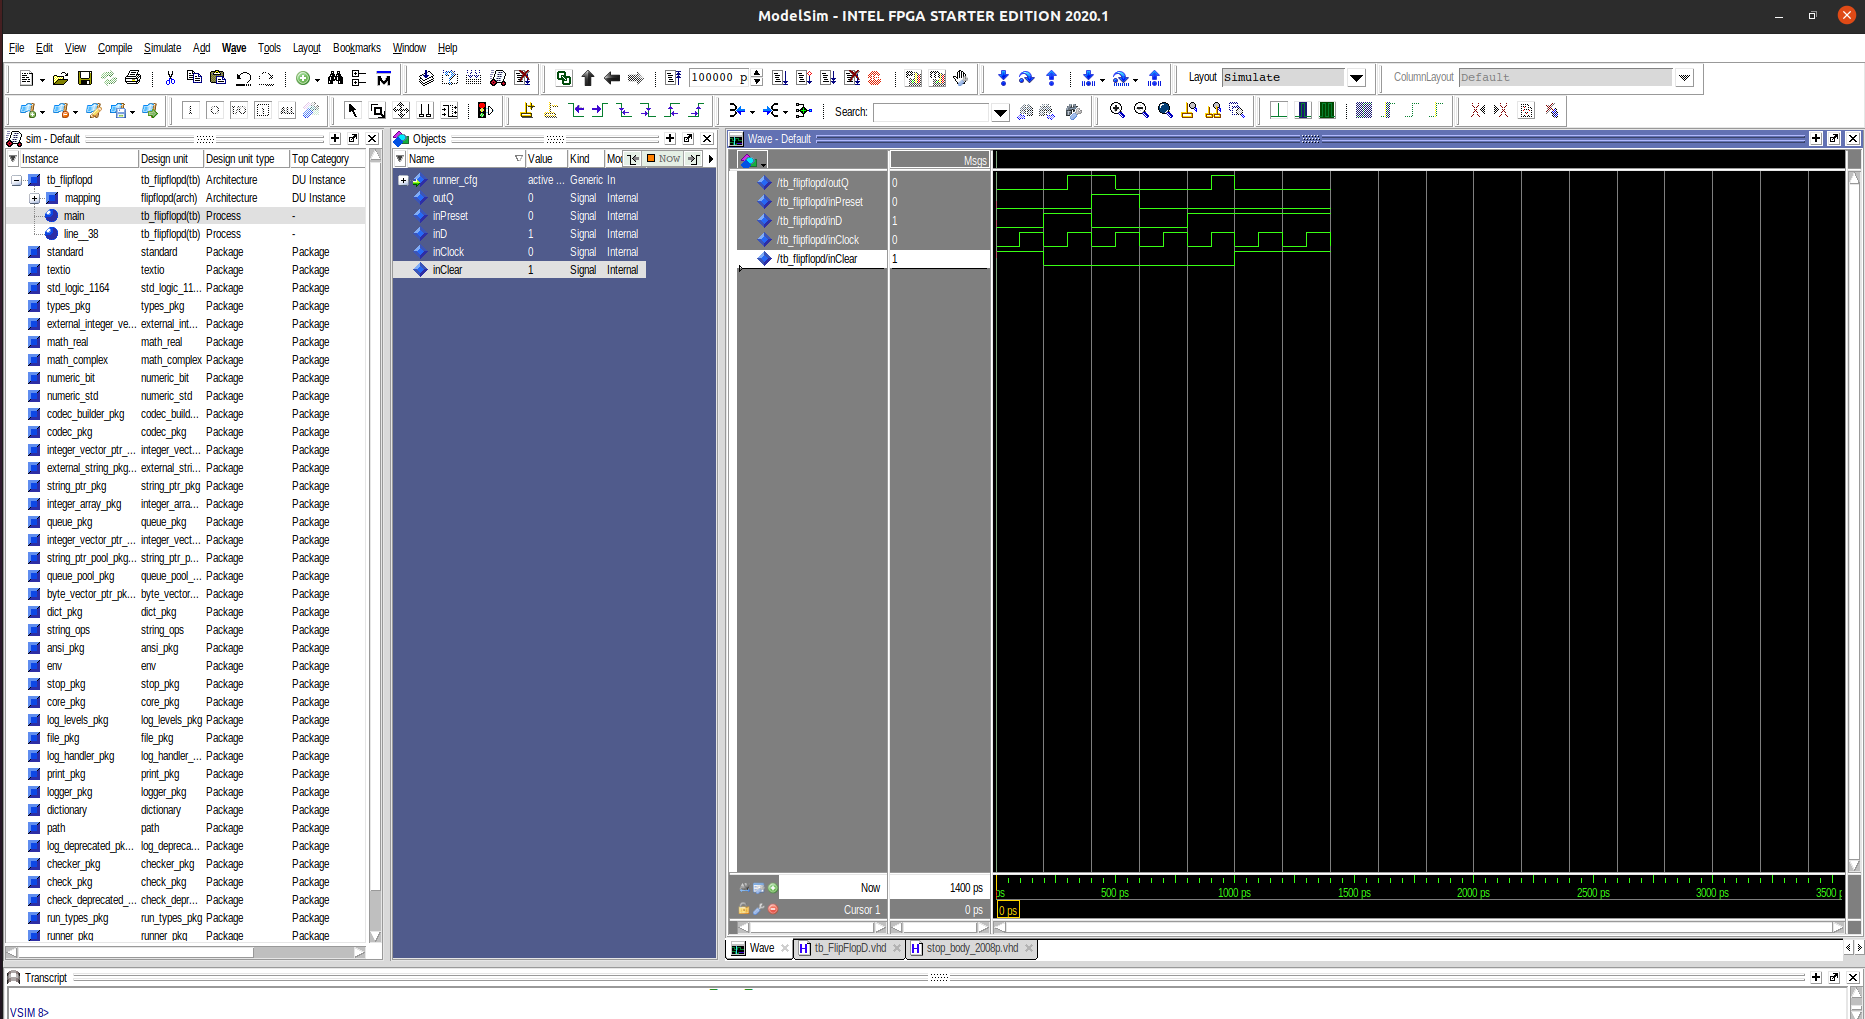 ModelSim - INTEL FPGA STARTER EDITION 2020.1
File Edit View Compile Simulate Add Wave Tools Layout Bookmarks Window Help
100000 p
Layout Simulate
ColumnLayout Default
Search:
sim - Default
Instance Design unit Design unit type Top Category
tb_flipflopd tb_flipflopd(tb) Architecture DU Instance
mapping flipflopd(arch) Architecture DU Instance
main tb_flipflopd(tb) Process -
line__38 tb_flipflopd(tb) Process -
standard standard Package Package
textio textio Package Package
std_logic_1164 std_logic_11... Package Package
types_pkg types_pkg Package Package
external_integer_ve... external_int... Package Package
math_real math_real Package Package
math_complex math_complex Package Package
numeric_bit numeric_bit Package Package
numeric_std numeric_std Package Package
codec_builder_pkg codec_build... Package Package
codec_pkg codec_pkg Package Package
integer_vector_ptr_... integer_vect... Package Package
external_string_pkg... external_stri... Package Package
string_ptr_pkg string_ptr_pkg Package Package
integer_array_pkg integer_arra... Package Package
queue_pkg queue_pkg Package Package
integer_vector_ptr_... integer_vect... Package Package
string_ptr_pool_pkg... string_ptr_p... Package Package
queue_pool_pkg queue_pool_... Package Package
byte_vector_ptr_pk... byte_vector... Package Package
dict_pkg dict_pkg Package Package
string_ops string_ops Package Package
ansi_pkg ansi_pkg Package Package
env env Package Package
stop_pkg stop_pkg Package Package
core_pkg core_pkg Package Package
log_levels_pkg log_levels_pkg Package Package
file_pkg file_pkg Package Package
log_handler_pkg log_handler_... Package Package
print_pkg print_pkg Package Package
logger_pkg logger_pkg Package Package
dictionary dictionary Package Package
path path Package Package
log_deprecated_pk... log_depreca... Package Package
checker_pkg checker_pkg Package Package
check_pkg check_pkg Package Package
check_deprecated_... check_depr... Package Package
run_types_pkg run_types_pkg Package Package
runner_pkg runner_pkg Package Package
Objects
Name Value Kind Mod Now
runner_cfg active ... Generic In
outQ 0 Signal Internal
inPreset 0 Signal Internal
inD 1 Signal Internal
inClock 0 Signal Internal
inClear 1 Signal Internal
Wave - Default
Msgs
/tb_flipflopd/outQ 0
/tb_flipflopd/inPreset 0
/tb_flipflopd/inD 1
/tb_flipflopd/inClock 0
/tb_flipflopd/inClear 1
Now 1400 ps
ps 500 ps 1000 ps 1500 ps 2000 ps 2500 ps 3000 ps 3500 p
Cursor 1 0 ps
0 ps
Wave tb_FlipFlopD.vhd stop_body_2008p.vhd
Transcript
VSIM 8>